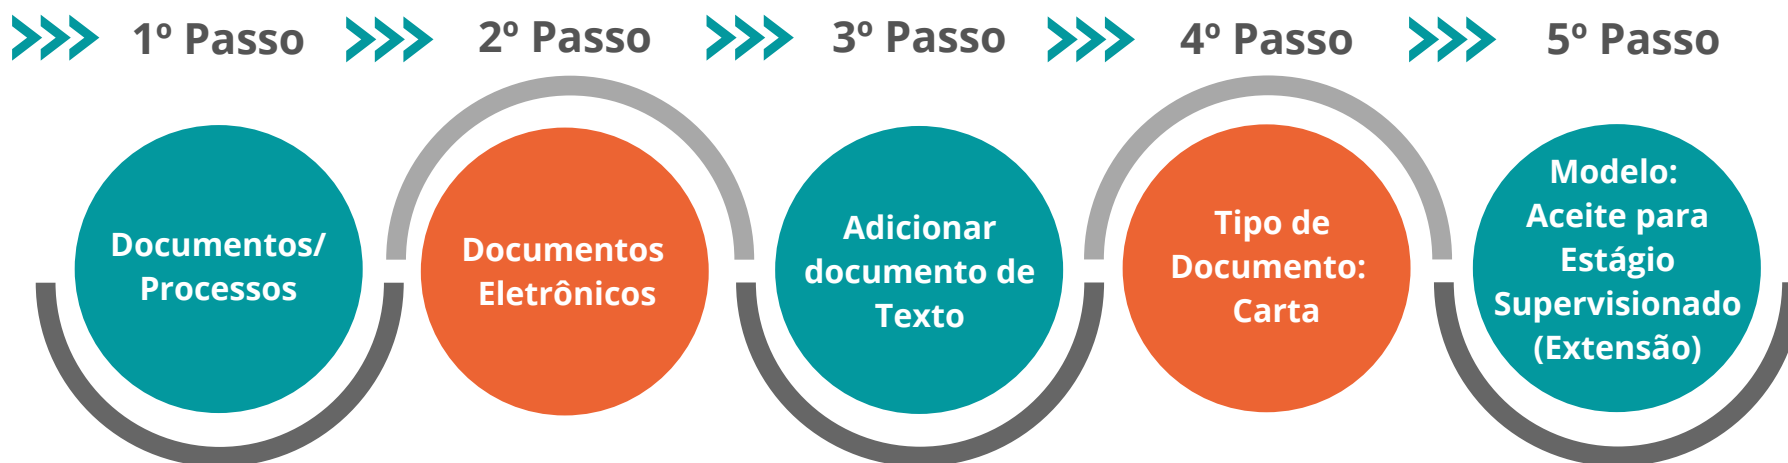 1º Passo
2º Passo
3º Passo
4º Passo
5º Passo
Documentos/
Processos
Documentos
Eletrônicos
Adicionar
documento de
Texto
Tipo de
Documento:
Carta
Modelo:
Aceite para
Estágio
Supervisionado
(Extensão)